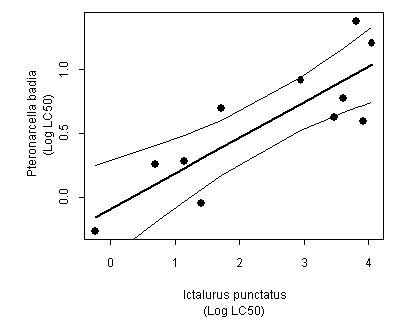 Pteronarcella badia
(Log LC50)
1.0
0.5
0.0
0 1 2 3 4
Ictalurus punctatus
(Log LC50)